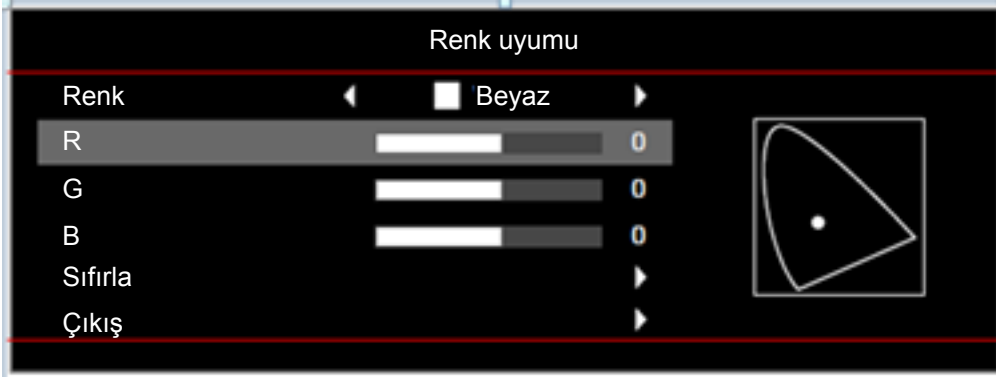 Renk uyumu
Renk Beyaz
R 0
G 0
B 0
Sıfırla
Çıkış